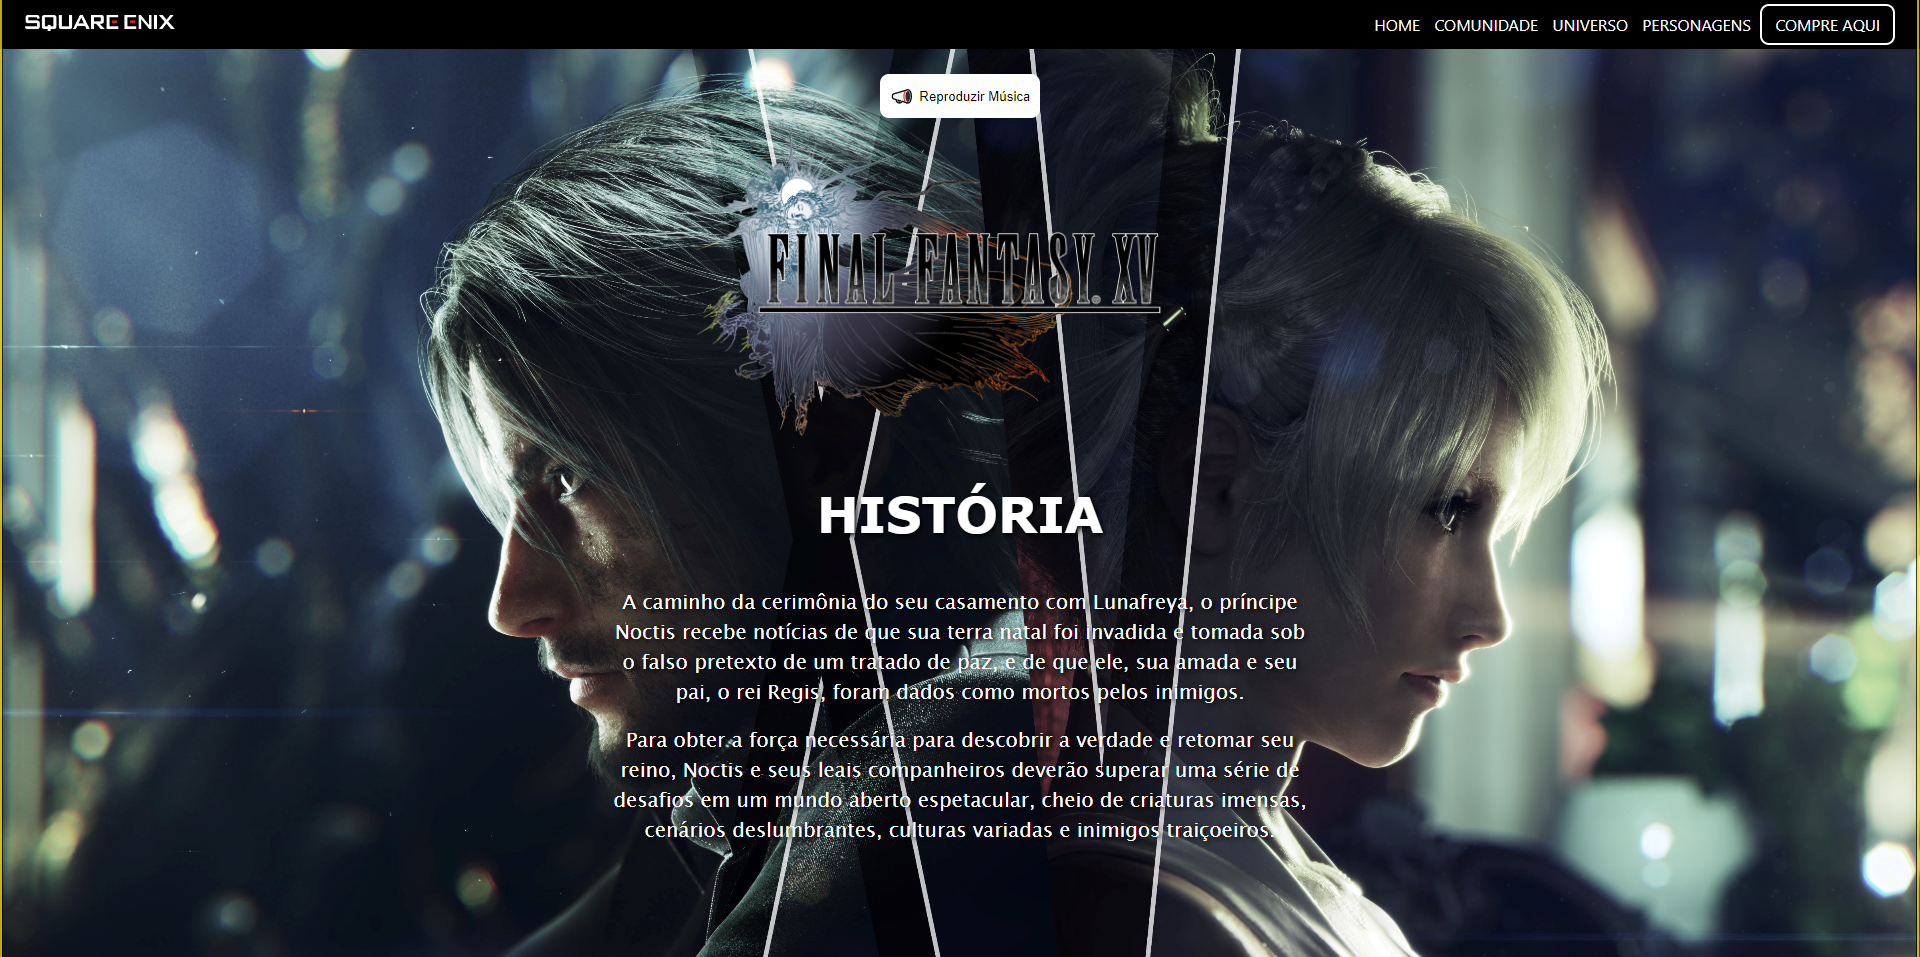 SQUARE ENIX
HOME COMUNIDADE UNIVERSO PERSONAGENS COMPRE AQUI
Reproduzir Música
FINAL FANTASY® XV
HISTÓRIA
A caminho da cerimônia do seu casamento com Lunafreya, o príncipe
Noctis recebe notícias de que sua terra natal foi invadida e tomada sob
o falso pretexto de um tratado de paz, e de que ele, sua amada e seu
pai, o rei Regis, foram dados como mortos pelos inimigos.
Para obter a força necessária para descobrir a verdade e retomar seu
reino, Noctis e seus leais companheiros deverão superar uma série de
desafios em um mundo aberto espetacular, cheio de criaturas imensas,
cenários deslumbrantes, culturas variadas e inimigos traiçoeiros.